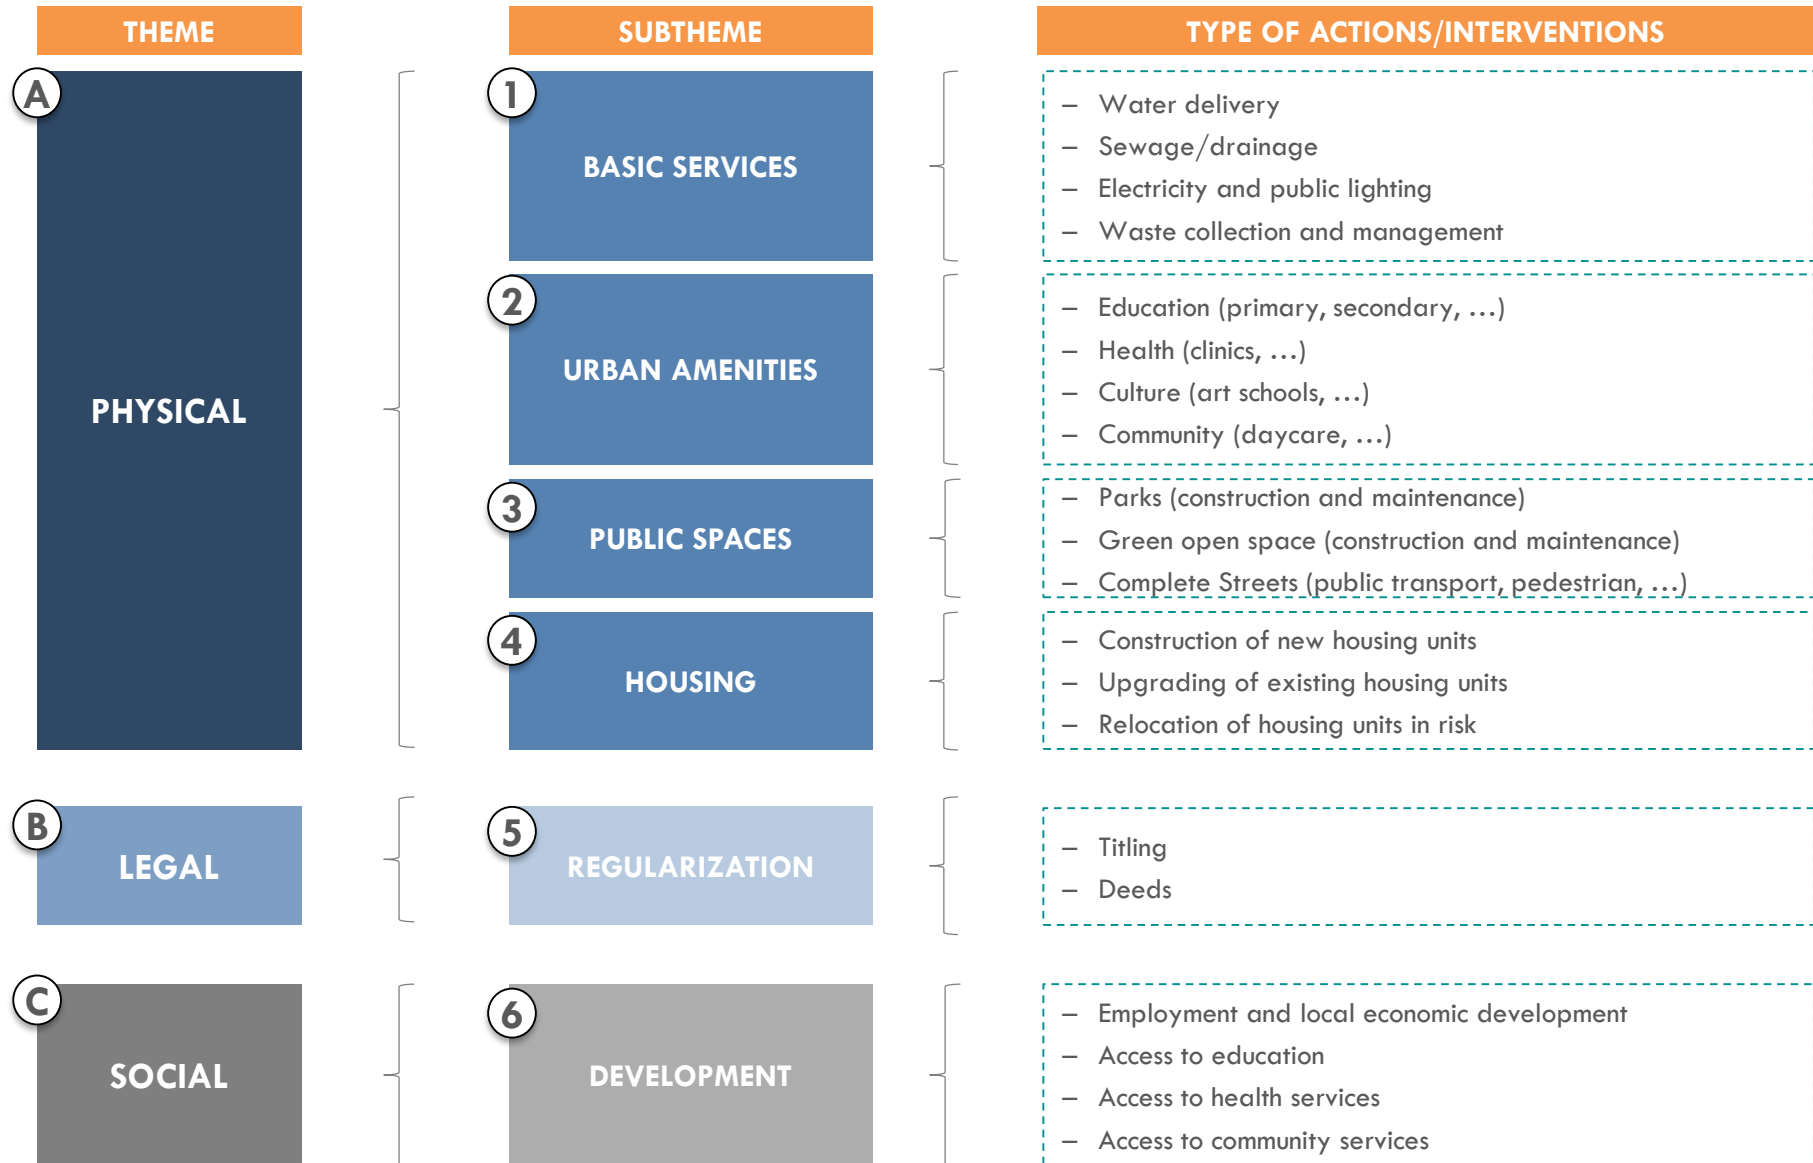 THEME
SUBTHEME
TYPE OF ACTIONS/INTERVENTIONS
A
PHYSICAL
1
BASIC SERVICES
– Water delivery
– Sewage/drainage
– Electricity and public lighting
– Waste collection and management
2
URBAN AMENITIES
– Education (primary, secondary, …)
– Health (clinics, …)
– Culture (art schools, …)
– Community (daycare, …)
3
PUBLIC SPACES
– Parks (construction and maintenance)
– Green open space (construction and maintenance)
– Complete Streets (public transport, pedestrian, …)
4
HOUSING
– Construction of new housing units
– Upgrading of existing housing units
– Relocation of housing units in risk
B
LEGAL
5
REGULARIZATION
– Titling
– Deeds
C
SOCIAL
6
DEVELOPMENT
– Employment and local economic development
– Access to education
– Access to health services
– Access to community services